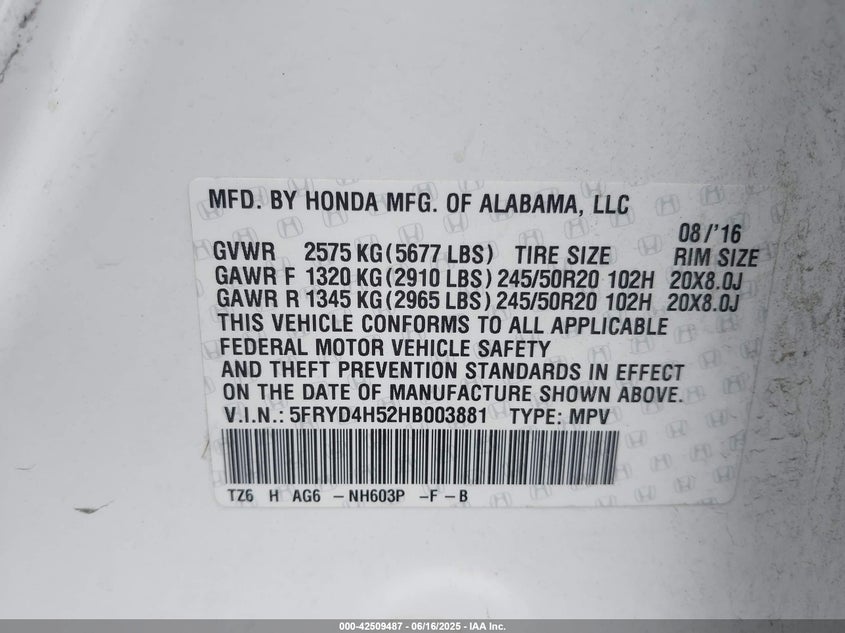 MFD. BY HONDA MFG. OF ALABAMA, LLC
08/'16
GVWR 2575 KG (5677 LBS) TIRE SIZE RIM SIZE
GAWR F 1320 KG (2910 LBS) 245/50R20 102H 20X8.0J
GAWR R 1345 KG (2965 LBS) 245/50R20 102H 20X8.0J
THIS VEHICLE CONFORMS TO ALL APPLICABLE
FEDERAL MOTOR VEHICLE SAFETY
AND THEFT PREVENTION STANDARDS IN EFFECT
ON THE DATE OF MANUFACTURE SHOWN ABOVE.
V.I.N.: 5FRYD4H52HB003881 TYPE: MPV
TZ6 H AG6 - NH603P - F - B
000-42509487 - 06/16/2025 - IAA Inc.